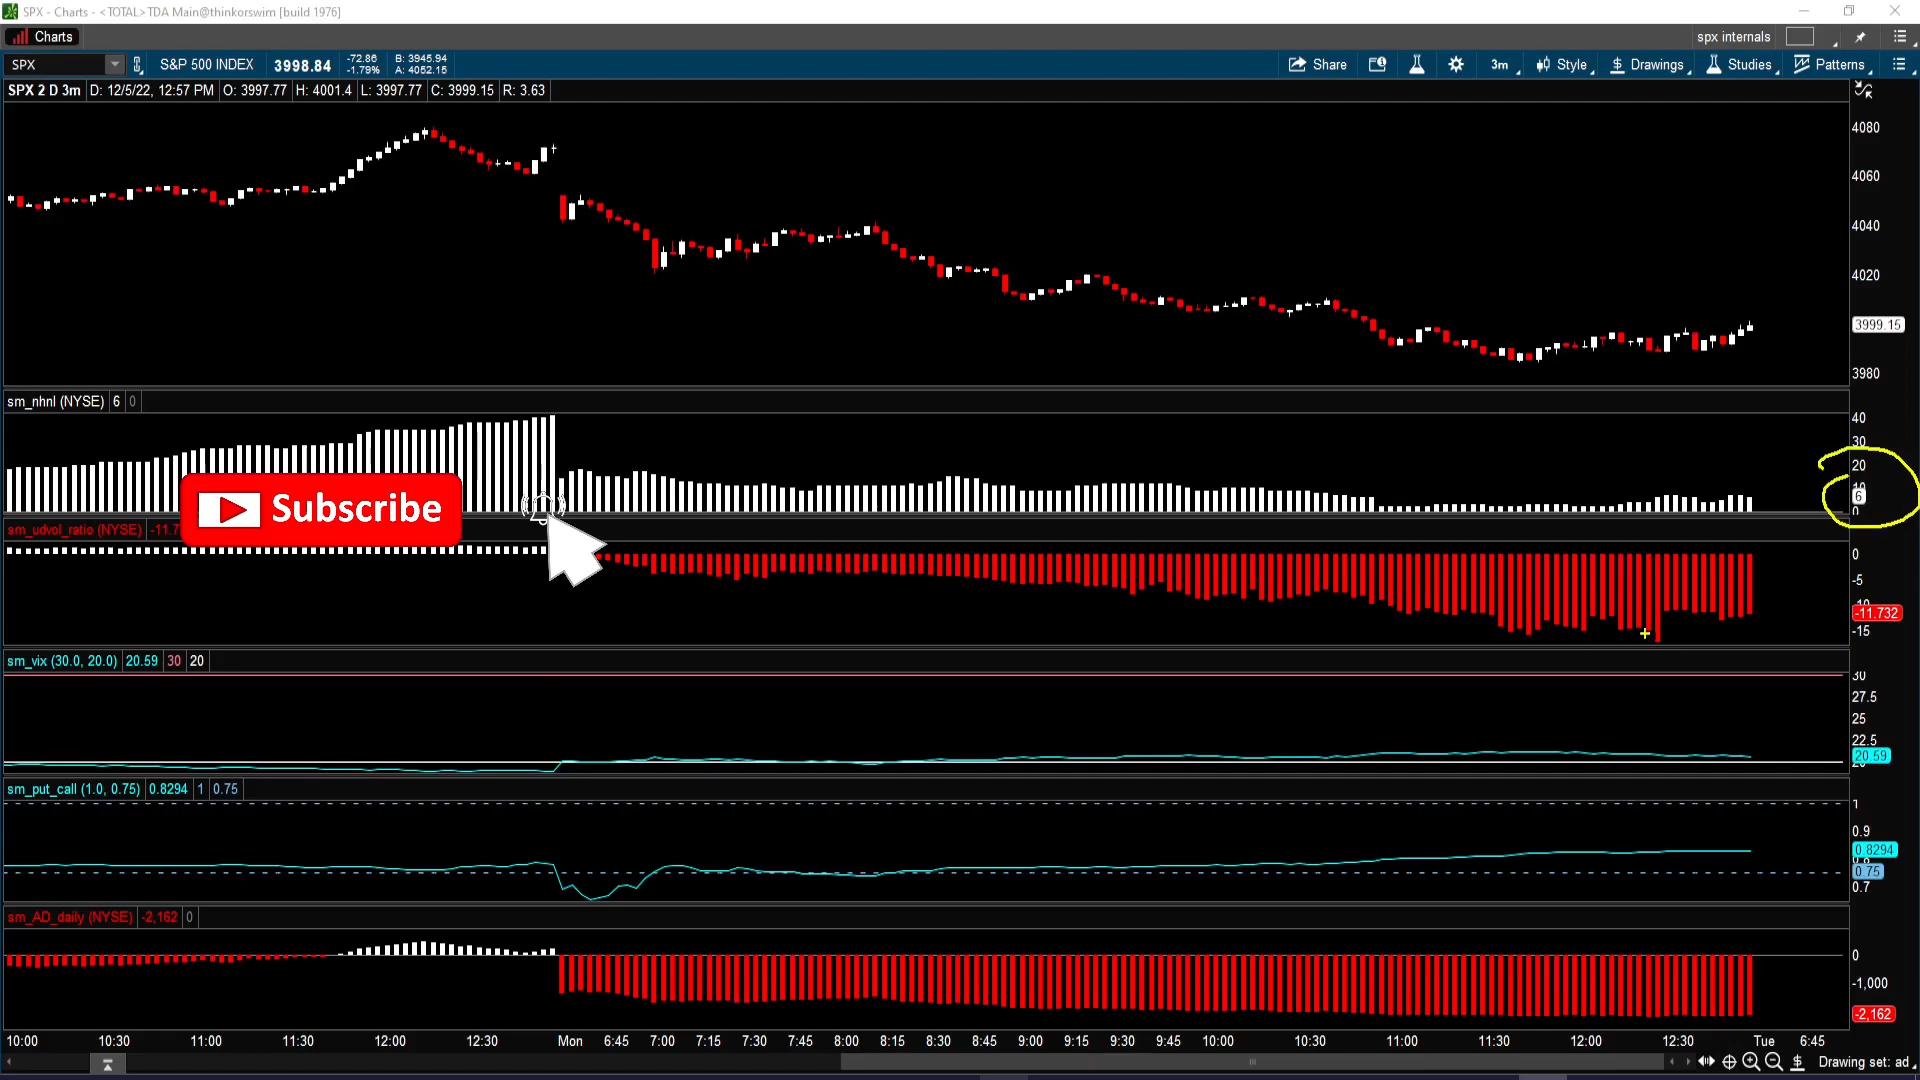 SPX - Charts - <TOTAL> TDA Main@thinkorswim [build 1976]
Charts
spx internals
SPX
S&P 500 INDEX
3998.84
-72.86
-1.79%
B: 3945.94
A: 4052.15
Share
3m
Style
Drawings
Studies
Patterns
SPX 2 D 3m
D: 12/5/22, 12:57 PM
O: 3997.77
H: 4001.4
L: 3997.77
C: 3999.15
R: 3.63
4080
4060
4040
4020
3999.15
3980
sm_nhnl (NYSE)
6
0
40
30
20
10
6
0
Subscribe
sm_udvol_ratio (NYSE)
0
-5
-10
-11.732
-15
sm_vix (30.0, 20.0)
20.59
30
20
30
27.5
25
22.5
20.59
sm_put_call (1.0, 0.75)
0.8294
1
0.75
1
0.9
0.8294
0.8
0.75
0.7
sm_AD_daily (NYSE)
-2,162
0
0
-1,000
-2,162
10:00 10:30 11:00 11:30 12:00 12:30 Mon 6:45 7:00 7:15 7:30 7:45 8:00 8:15 8:30 8:45 9:00 9:15 9:30 9:45 10:00 10:30 11:00 11:30 12:00 12:30 Tue 6:45
Drawing set: ad